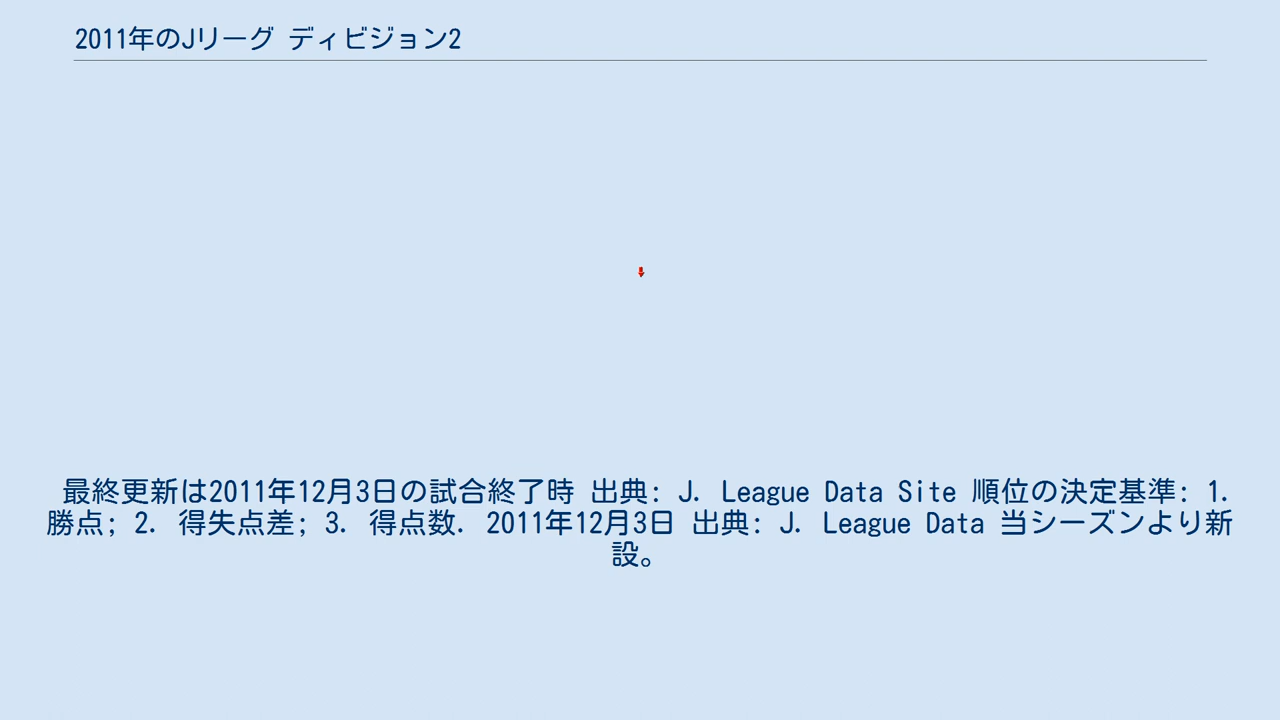 2011年のJリーグ ディビジョン2
最終更新は2011年12月3日の試合終了時 出典: J. League Data Site 順位の決定基準: 1.
勝点; 2. 得失点差; 3. 得点数. 2011年12月3日 出典: J. League Data 当シーズンより新
設。